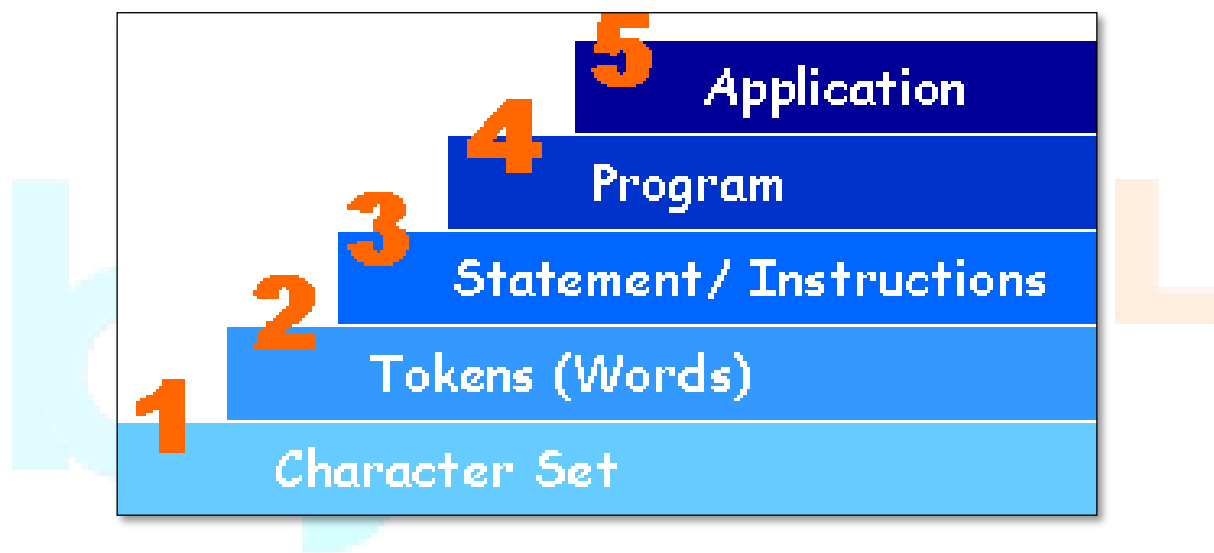 5
Application
4
Program
3
Statement/ Instructions
2
Tokens (Words)
1
Character Set